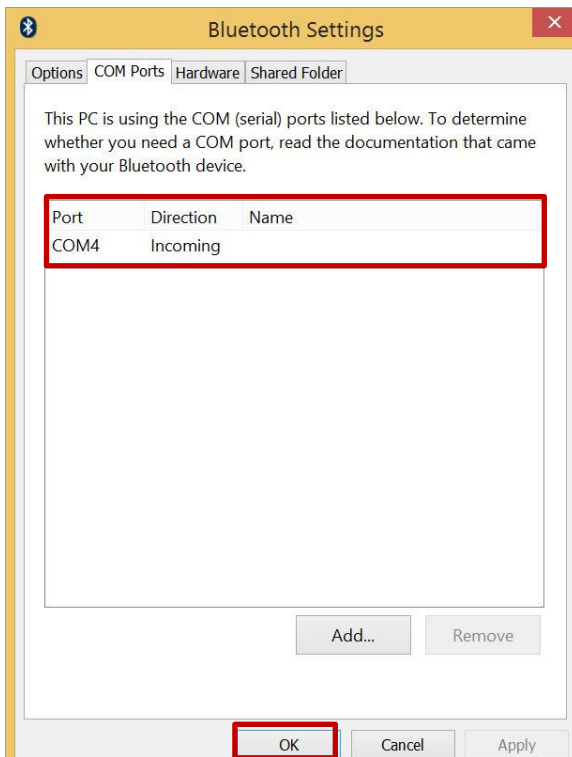 Bluetooth Settings
Options COM Ports Hardware Shared Folder
This PC is using the COM (serial) ports listed below. To determine
whether you need a COM port, read the documentation that came
with your Bluetooth device.
Port Direction Name
COM4 Incoming
Add... Remove
OK Cancel Apply